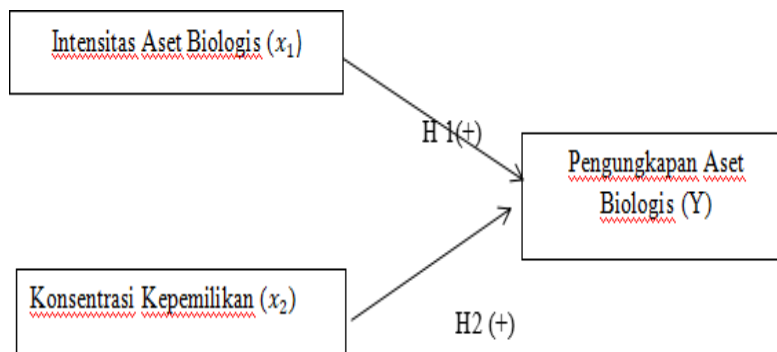 Intensitas Aset Biologis (x₁)
H 1(+)
Pengungkapan Aset
Biologis (Y)
Konsentrasi Kepemilikan (x₂)
H2 (+)